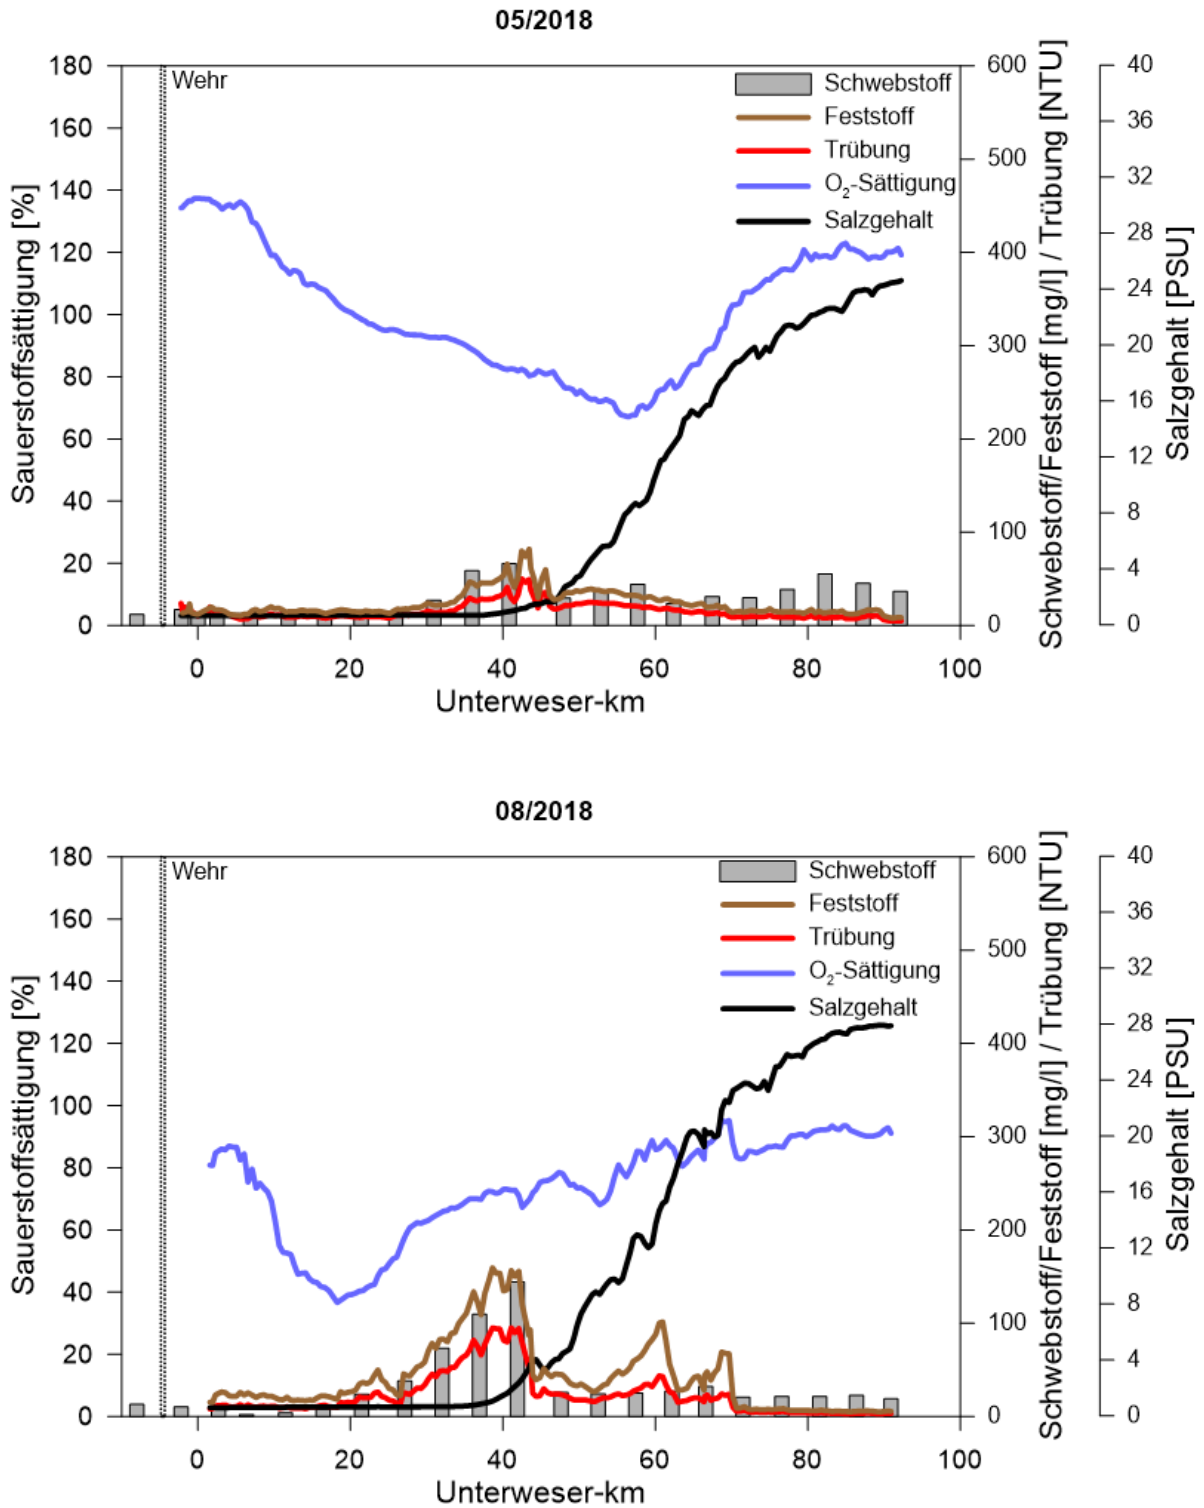 05/2018
Wehr
Schwebstoff
Feststoff
Trübung
O₂-Sättigung
Salzgehalt
180
160
140
120
100
80
60
40
20
0
Sauerstoffsättigung [%]
600
500
400
300
200
100
0
Schwebstoff/Feststoff [mg/l] / Trübung [NTU]
40
36
32
28
24
20
16
12
8
4
0
Salzgehalt [PSU]
0 20 40 60 80 100
Unterweser-km
08/2018
Wehr
Schwebstoff
Feststoff
Trübung
O₂-Sättigung
Salzgehalt
180
160
140
120
100
80
60
40
20
0
Sauerstoffsättigung [%]
600
500
400
300
200
100
0
Schwebstoff/Feststoff [mg/l] / Trübung [NTU]
40
36
32
28
24
20
16
12
8
4
0
Salzgehalt [PSU]
0 20 40 60 80 100
Unterweser-km